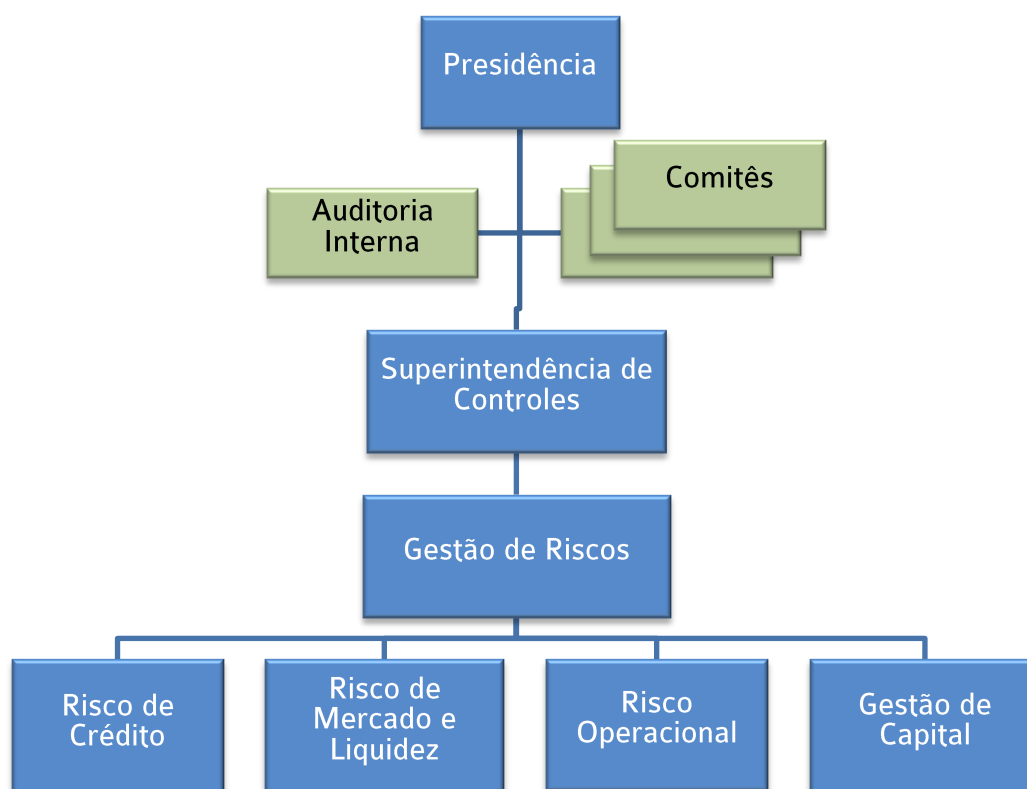 Presidência
Comitês
Auditoria
Interna
Superintendência de
Controles
Gestão de Riscos
Risco de
Crédito
Risco de
Mercado e
Liquidez
Risco
Operacional
Gestão de
Capital